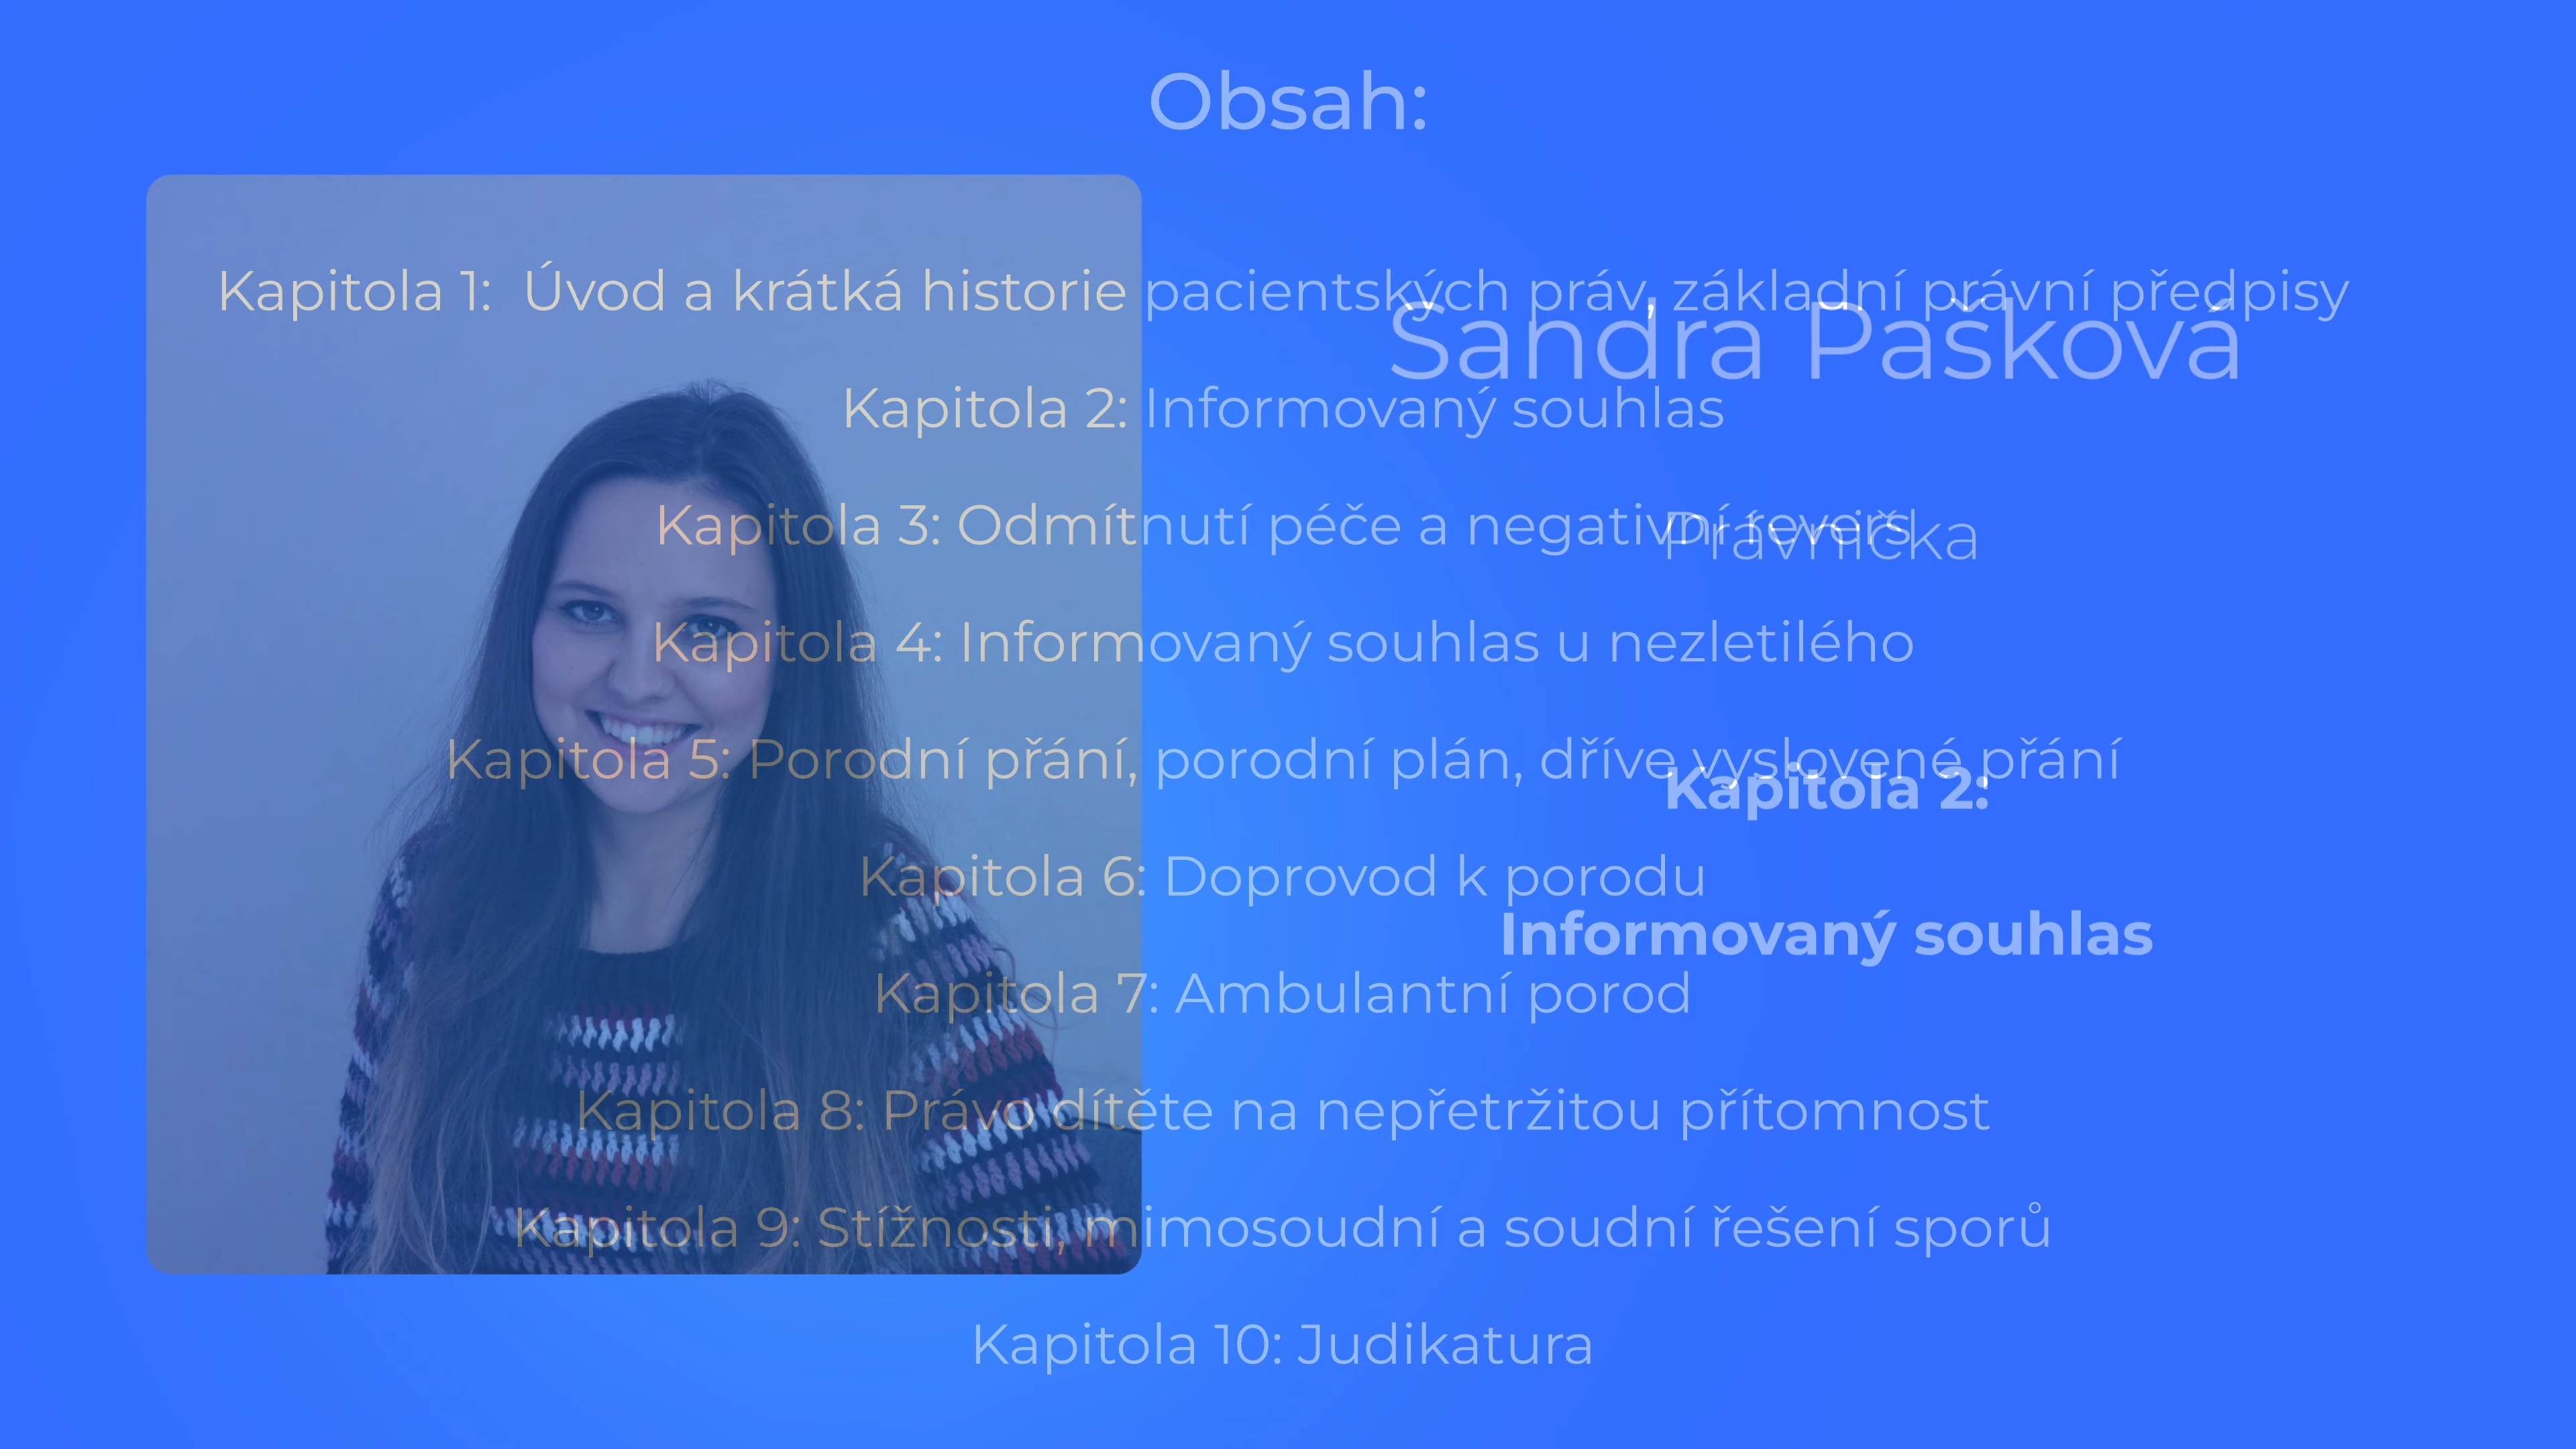 Obsah:
Kapitola 1: Úvod a krátká historie pacientských práv, základní právní předpisy
Sandra Pašková
Kapitola 2: Informovaný souhlas
Kapitola 3: Odmítnutí péče a negativní revers
Právnička
Kapitola 4: Informovaný souhlas u nezletilého
Kapitola 5: Porodní přání, porodní plán, dříve vyslovené přání
Kapitola 2:
Kapitola 6: Doprovod k porodu
Informovaný souhlas
Kapitola 7: Ambulantní porod
Kapitola 8: Právo dítěte na nepřetržitou přítomnost
Kapitola 9: Stížnosti, mimosoudní a soudní řešení sporů
Kapitola 10: Judikatura